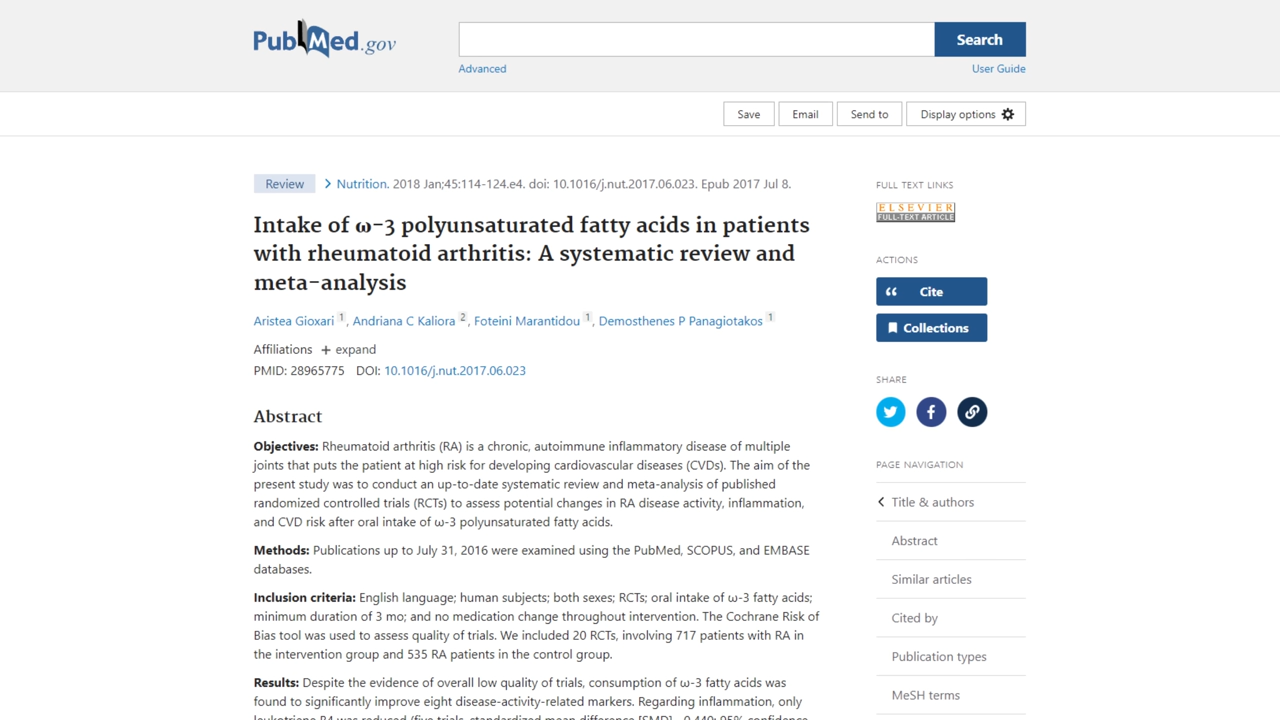 PubMed.gov
Search
Advanced
User Guide
Save
Email
Send to
Display options
Review
Nutrition. 2018 Jan;45:114-124.e4. doi: 10.1016/j.nut.2017.06.023. Epub 2017 Jul 8.
Intake of ω-3 polyunsaturated fatty acids in patients
with rheumatoid arthritis: A systematic review and
meta-analysis
Aristea Gioxari 1, Andriana C Kaliora 2, Foteini Marantidou 1, Demosthenes P Panagiotakos 1
Affiliations + expand
PMID: 28965775 DOI: 10.1016/j.nut.2017.06.023
Abstract
Objectives: Rheumatoid arthritis (RA) is a chronic, autoimmune inflammatory disease of multiple
joints that puts the patient at high risk for developing cardiovascular diseases (CVDs). The aim of the
present study was to conduct an up-to-date systematic review and meta-analysis of published
randomized controlled trials (RCTs) to assess potential changes in RA disease activity, inflammation,
and CVD risk after oral intake of ω-3 polyunsaturated fatty acids.
Methods: Publications up to July 31, 2016 were examined using the PubMed, SCOPUS, and EMBASE
databases.
Inclusion criteria: English language; human subjects; both sexes; RCTs; oral intake of ω-3 fatty acids;
minimum duration of 3 mo; and no medication change throughout intervention. The Cochrane Risk of
Bias tool was used to assess quality of trials. We included 20 RCTs, involving 717 patients with RA in
the intervention group and 535 RA patients in the control group.
Results: Despite the evidence of overall low quality of trials, consumption of ω-3 fatty acids was
found to significantly improve eight disease-activity-related markers. Regarding inflammation, only
leukotriene B4 was reduced (five trials, standardized mean difference [SMD], -0.440; 95% confidence
FULL TEXT LINKS
ELSEVIER
FULL-TEXT ARTICLE
ACTIONS
Cite
Collections
SHARE
PAGE NAVIGATION
Title & authors
Abstract
Similar articles
Cited by
Publication types
MeSH terms